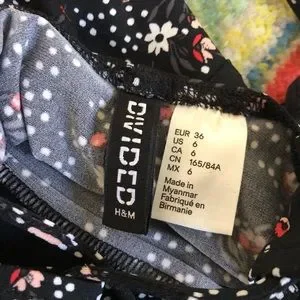 DIVIDED
H&M
EUR 36
US 6
CA 6
CN 165/84A
MX 6
Made in
Myanmar
Fabriqué en
Birmanie